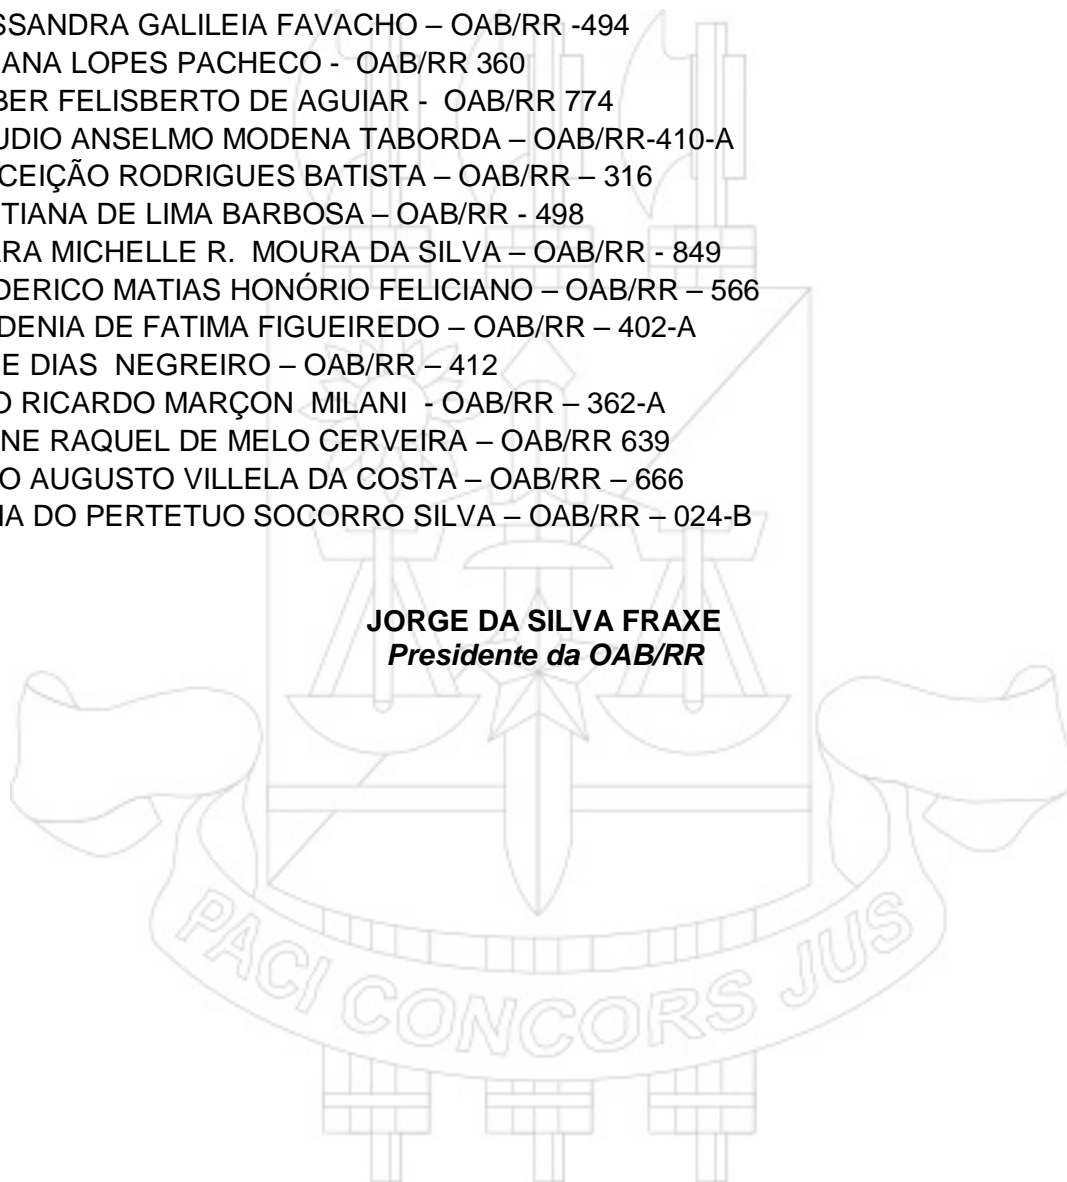 SSANDRA GALILEIA FAVACHO – OAB/RR -494
ANA LOPES PACHECO -  OAB/RR 360
BER FELISBERTO DE AGUIAR -  OAB/RR 774
UDIO ANSELMO MODENA TABORDA – OAB/RR-410-A
CEIÇÃO RODRIGUES BATISTA – OAB/RR – 316
TIANA DE LIMA BARBOSA – OAB/RR - 498
ARA MICHELLE R.  MOURA DA SILVA – OAB/RR - 849
DERICO MATIAS HONÓRIO FELICIANO – OAB/RR – 566
DENIA DE FATIMA FIGUEIREDO – OAB/RR – 402-A
E DIAS  NEGREIRO – OAB/RR – 412
O RICARDO MARÇON  MILANI  - OAB/RR – 362-A
NE RAQUEL DE MELO CERVEIRA – OAB/RR 639
O AUGUSTO VILLELA DA COSTA – OAB/RR – 666
IA DO PERTETUO SOCORRO SILVA – OAB/RR – 024-B
JORGE DA SILVA FRAXE
Presidente da OAB/RR
PACI CONCORS JUS